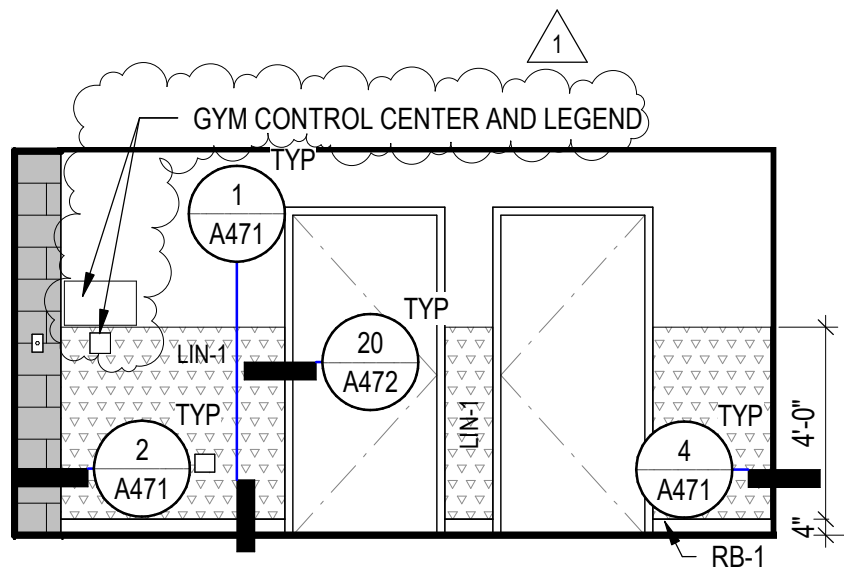 1
GYM CONTROL CENTER AND LEGEND
TYP
1
A471
TYP
20
A472
LIN-1
TYP
2
A471
LIN-1
TYP
4
A471
4'-0"
4"
RB-1